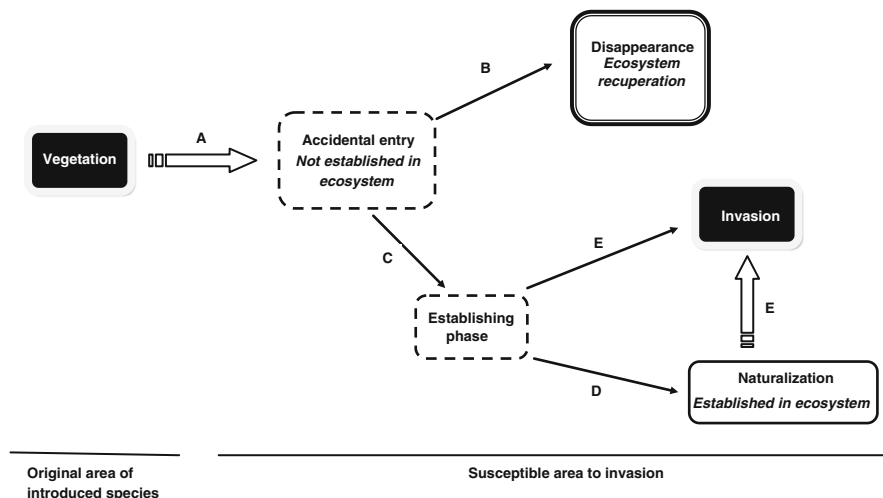 Vegetation
A
Accidental entry
Not established in
ecosystem
B
Disappearance
Ecosystem
recuperation
C
Establishing
phase
E
Invasion
E
D
Naturalization
Established in ecosystem
Original area of
introduced species
Susceptible area to invasion